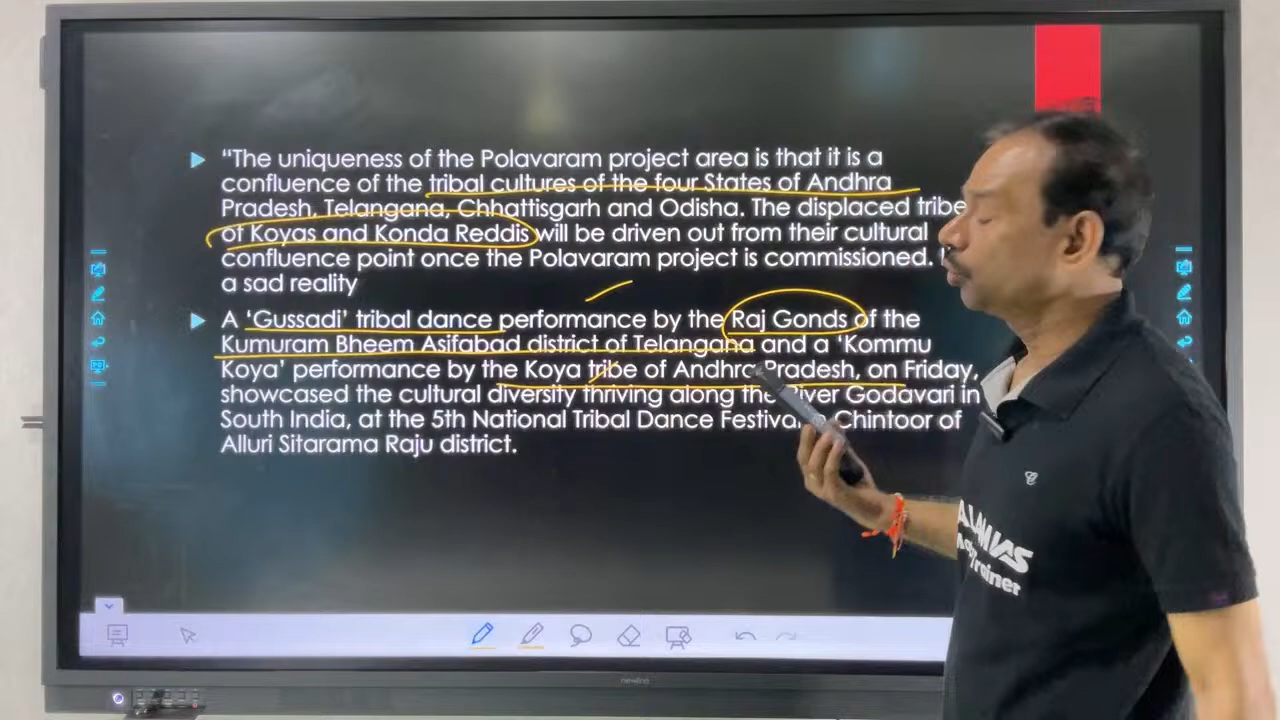 “The uniqueness of the Polavaram project area is that it is a
confluence of the tribal cultures of the four States of Andhra
Pradesh, Telangana, Chhattisgarh and Odisha. The displaced tribe
of Koyas and Konda Reddis will be driven out from their cultural
confluence point once the Polavaram project is commissioned.
a sad reality
A ‘Gussadi’ tribal dance performance by the Raj Gonds of the
Kumuram Bheem Asifabad district of Telangana and a ‘Kommu
Koya’ performance by the Koya tribe of Andhra Pradesh, on Friday,
showcased the cultural diversity thriving along the River Godavari in
South India, at the 5th National Tribal Dance Festival Chintoor of
Alluri Sitarama Raju district.